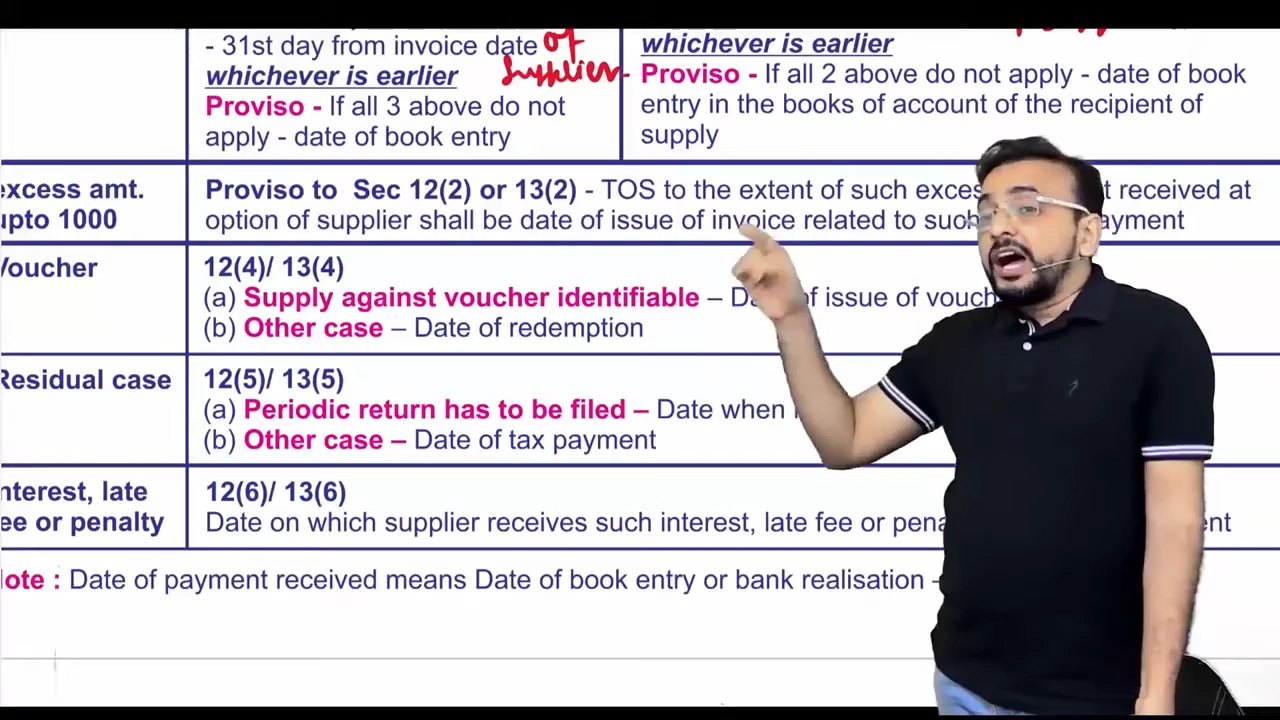 - 31st day from invoice date of
whichever is earlier supplier
Proviso - If all 3 above do not
apply - date of book entry
whichever is earlier
Proviso - If all 2 above do not apply - date of book
entry in the books of account of the recipient of
supply
excess amt.
upto 1000
Proviso to Sec 12(2) or 13(2) - TOS to the extent of such received at
option of supplier shall be date of issue of invoice related to
Voucher
12(4)/ 13(4)
(a) Supply against voucher identifiable – of issue of
(b) Other case – Date of redemption
Residual case
12(5)/ 13(5)
(a) Periodic return has to be filed – Date when
(b) Other case – Date of tax payment
nterest, late
ee or penalty
12(6)/ 13(6)
Date on which supplier receives such interest, late fee or
ote : Date of payment received means Date of book entry or bank realisation –